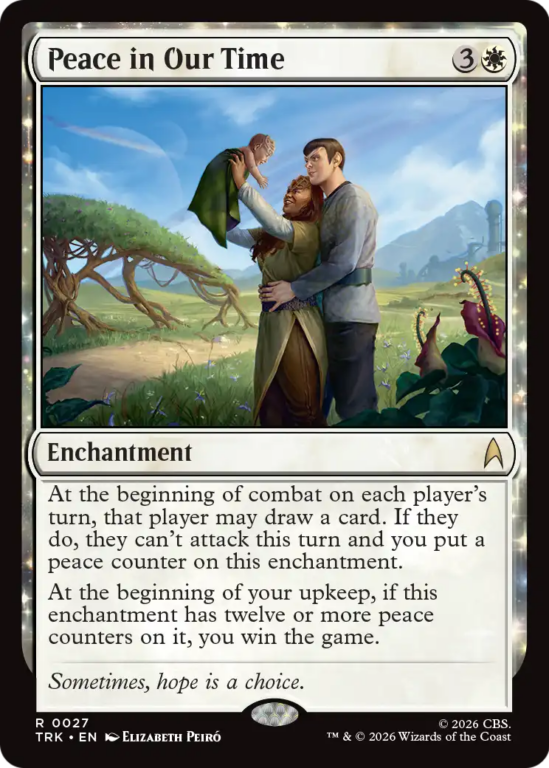 Peace in Our Time
3
Enchantment
At the beginning of combat on each player's
turn, that player may draw a card. If they
do, they can't attack this turn and you put a
peace counter on this enchantment.
At the beginning of your upkeep, if this
enchantment has twelve or more peace
counters on it, you win the game.
Sometimes, hope is a choice.
R 0027
TRK • EN Elizabeth Peiró
© 2026 CBS.
™ & © 2026 Wizards of the Coast